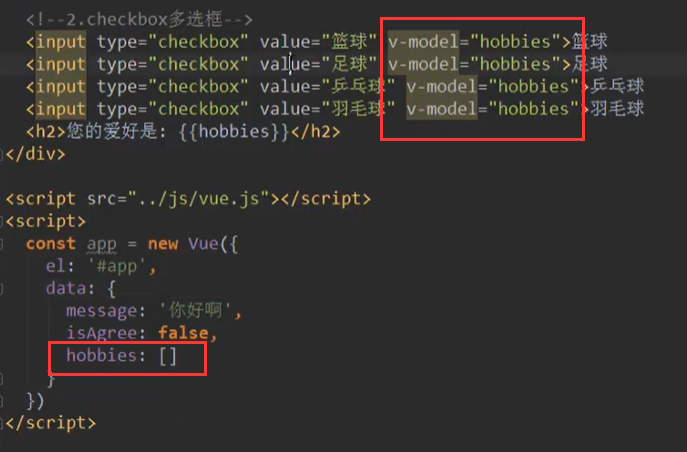 <!--2.checkbox多选框-->
<input type="checkbox" value="篮球" v-model="hobbies">篮球
<input type="checkbox" value="足球" v-model="hobbies">足球
<input type="checkbox" value="乒乓球" v-model="hobbies">乒乓球
<input type="checkbox" value="羽毛球" v-model="hobbies">羽毛球
<h2>您的爱好是: {{hobbies}}</h2>
</div>
<script src="../js/vue.js"></script>
<script>
const app = new Vue({
el: '#app',
data: {
message: '你好啊',
isAgree: false,
hobbies: []
}
})
</script>